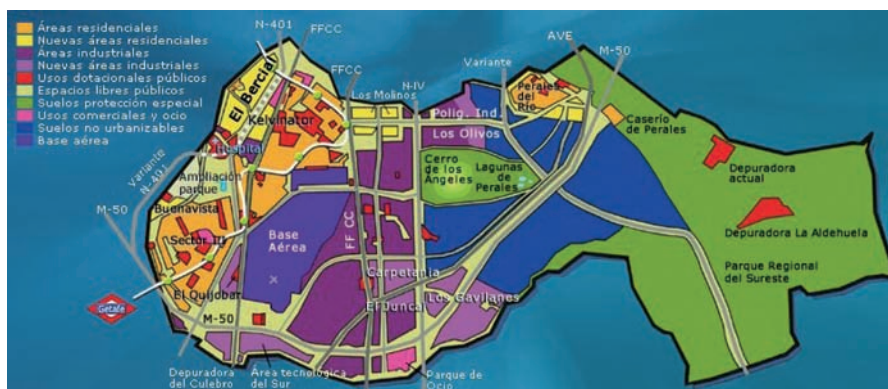 Áreas residenciales
Nuevas áreas residenciales
Áreas industriales
Nuevas áreas industriales
Usos dotacionales públicos
Espacios libres públicos
Suelos protección especial
Usos comerciales y ocio
Suelos no urbanizables
Base aérea
N-401
FFCC
El Bercial
Kelvinator
FFCC
Los Molinos
N-IV
Variante
AVE
M-50
Perales
del
Río
Polig. Ind.
Los Olivos
Caserío
de Perales
Hospital
Variante
N-401
Ampliación
parque
Cerro
de los
Ángeles
Lagunas
de
Perales
Depuradora
actual
M-50
Buenavista
Sector III
Base
Aérea
FF CC
Depuradora La Aldehuela
Carpetania
Parque Regional
del Sureste
El Quijobar
Getafe
M-50
El Juncal
Los Gavilanes
Depuradora
del Culebro
Área tecnológica
del Sur
Parque de
Ocio